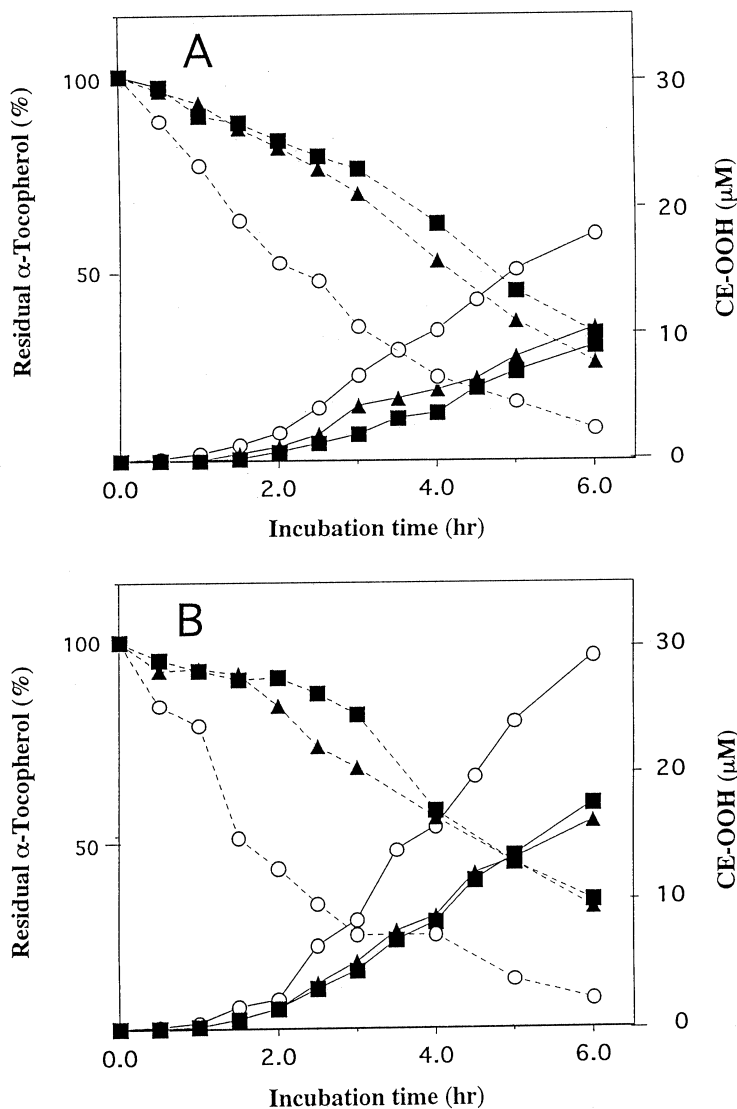 A
100
50
Residual α-Tocopherol (%)
30
20
10
0
CE-OOH (μM)
0.0 2.0 4.0 6.0
Incubation time (hr)
B
100
50
Residual α-Tocopherol (%)
30
20
10
0
CE-OOH (μM)
0.0 2.0 4.0 6.0
Incubation time (hr)